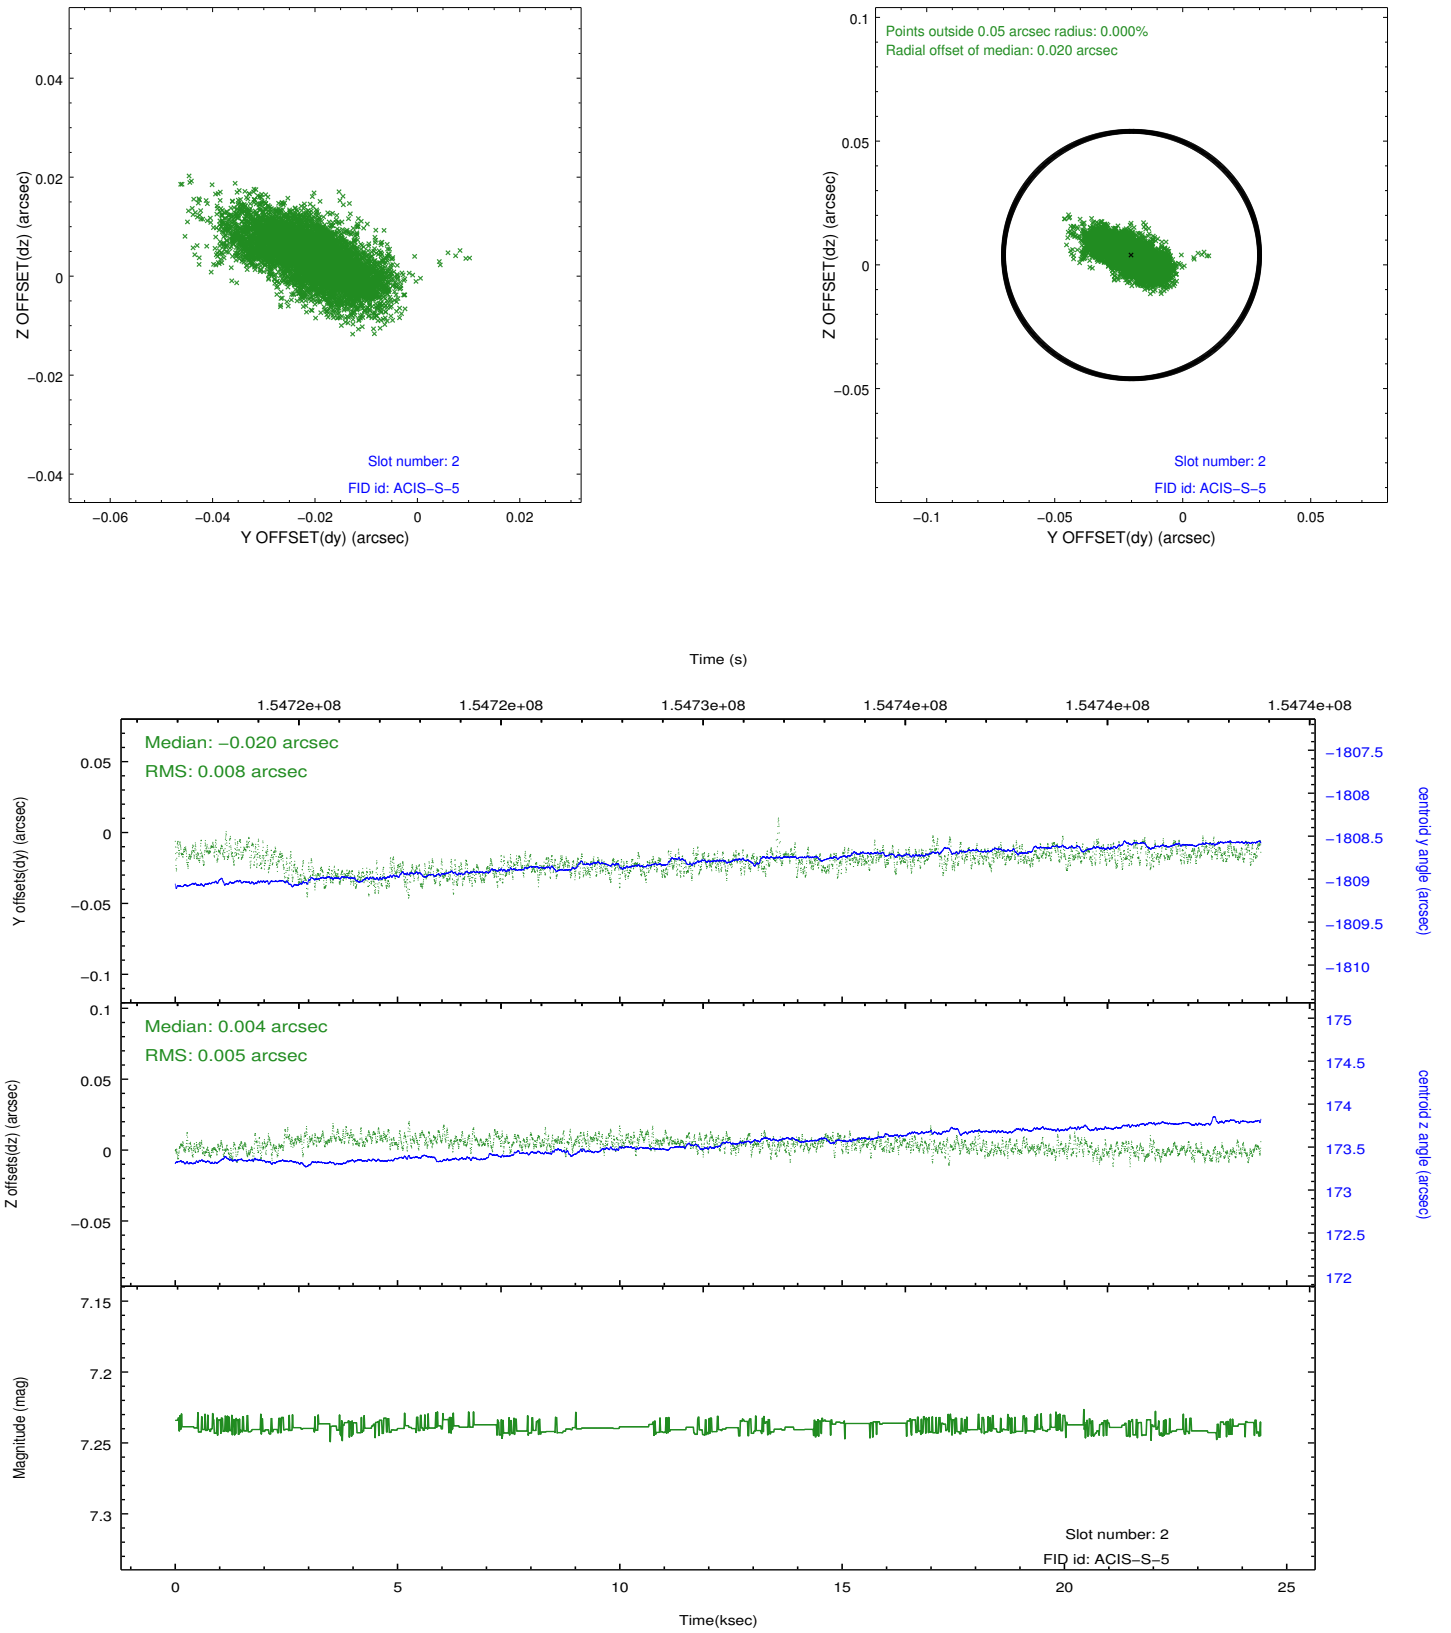 0.04
0.02
0
−0.02
−0.04
Z OFFSET(dz) (arcsec)
Slot number: 2
FID id: ACIS−S−5
−0.06
−0.04
−0.02
0
0.02
Y OFFSET(dy) (arcsec)
Points outside 0.05 arcsec radius: 0.000%
Radial offset of median: 0.020 arcsec
0.1
0.05
0
−0.05
Z OFFSET(dz) (arcsec)
Slot number: 2
FID id: ACIS−S−5
−0.1
−0.05
0
0.05
Y OFFSET(dy) (arcsec)
Time (s)
1.5472e+08
1.5472e+08
1.5473e+08
1.5474e+08
1.5474e+08
1.5474e+08
Median: −0.020 arcsec
RMS: 0.008 arcsec
0.05
0
−0.05
−0.1
Y offsets(dy) (arcsec)
−1807.5
−1808
−1808.5
−1809
−1809.5
−1810
centroid y angle (arcsec)
Median: 0.004 arcsec
RMS: 0.005 arcsec
0.1
0.05
0
−0.05
Z offsets(dz) (arcsec)
175
174.5
174
173.5
173
172.5
172
centroid z angle (arcsec)
7.15
7.2
7.25
7.3
Magnitude (mag)
Slot number: 2
FID id: ACIS−S−5
0
5
10
15
20
25
Time(ksec)